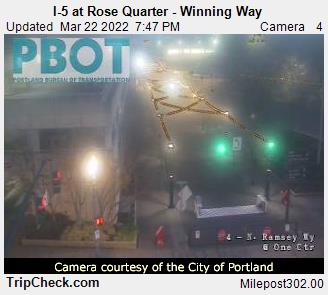 I-5 at Rose Quarter - Winning Way
Updated Mar 22 2022 7:47 PM Camera 4
PBOT
PORTLAND BUREAU OF TRANSPORTATION
4 - N. Ramsey Wy
@ One Ctr
Camera courtesy of the City of Portland
TripCheck.com Milepost302.00